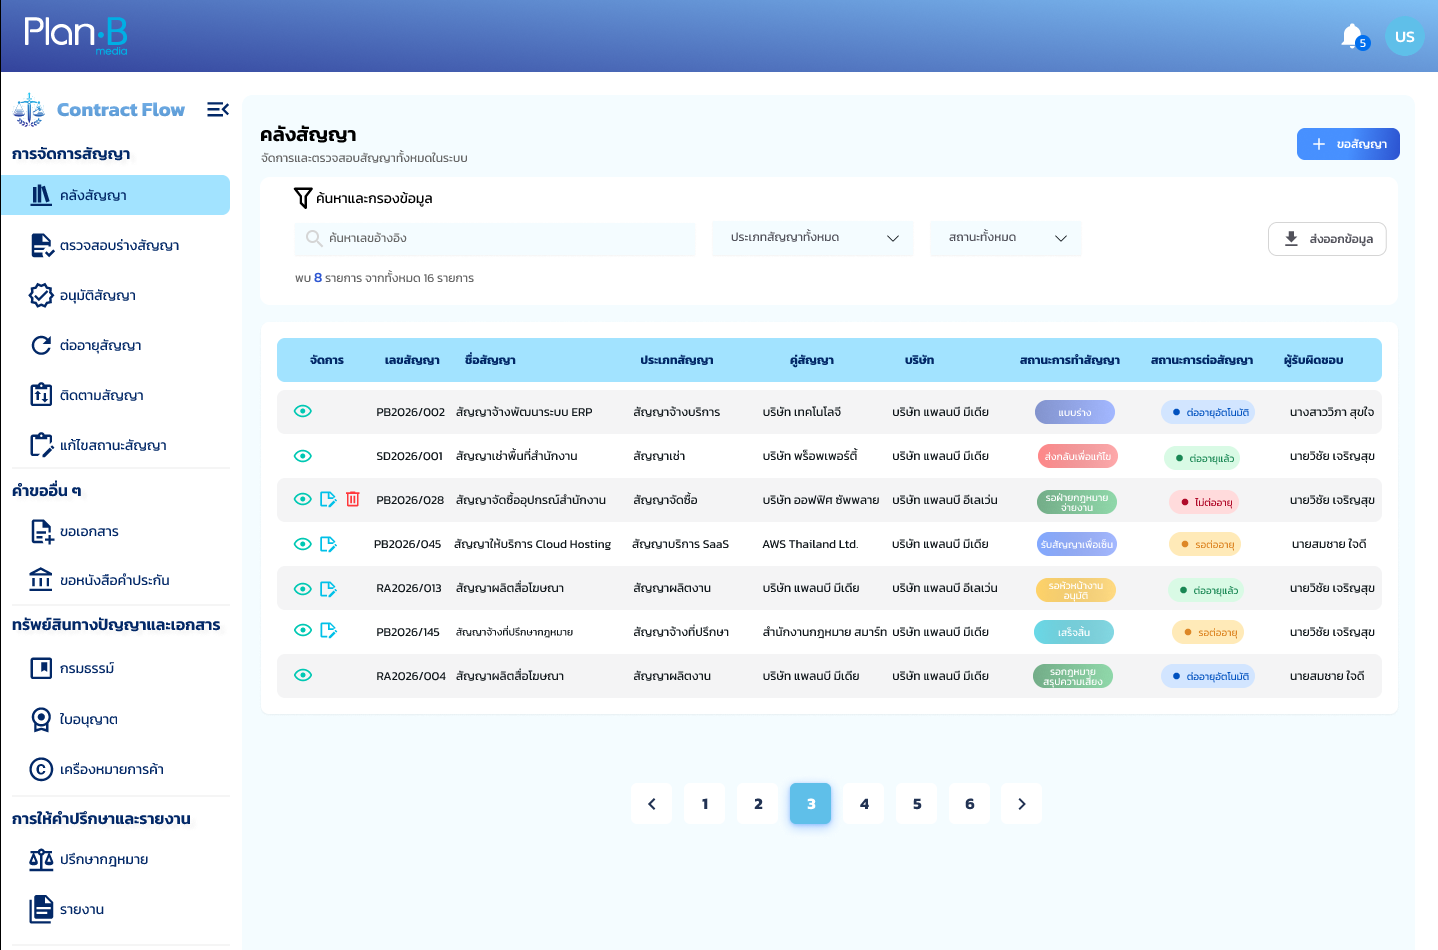 Plan·B
media
5
US
Contract Flow
การจัดการสัญญา
คลังสัญญา
ตรวจสอบร่างสัญญา
อนุมัติสัญญา
ต่ออายุสัญญา
ติดตามสัญญา
แก้ไขสถานะสัญญา
คำขออื่น ๆ
ขอเอกสาร
ขอหนังสือค้ำประกัน
ทรัพย์สินทางปัญญาและเอกสาร
กรมธรรม์
ใบอนุญาต
เครื่องหมายการค้า
การให้คำปรึกษาและรายงาน
ปรึกษากฎหมาย
รายงาน
คลังสัญญา
จัดการและตรวจสอบสัญญาทั้งหมดในระบบ
ขอสัญญา
ค้นหาและกรองข้อมูล
ค้นหาเลขอ้างอิง
ประเภทสัญญาทั้งหมด
สถานะทั้งหมด
ส่งออกข้อมูล
พบ 8 รายการ จากทั้งหมด 16 รายการ
จัดการ เลขสัญญา ชื่อสัญญา ประเภทสัญญา คู่สัญญา บริษัท สถานะการทำสัญญา สถานะการต่อสัญญา ผู้รับผิดชอบ
PB2026/002 สัญญาจ้างพัฒนาระบบ ERP สัญญาจ้างบริการ บริษัท เทคโนโลจี บริษัท แพลนบี มีเดีย แบบร่าง ต่ออายุอัตโนมัติ นางสาววิภา สุขใจ
SD2026/001 สัญญาเช่าพื้นที่สำนักงาน สัญญาเช่า บริษัท พร็อพเพอร์ตี้ บริษัท แพลนบี มีเดีย ส่งกลับเพื่อแก้ไข ต่ออายุแล้ว นายวิชัย เจริญสุข
PB2026/028 สัญญาจัดซื้ออุปกรณ์สำนักงาน สัญญาจัดซื้อ บริษัท ออฟฟิศ ซัพพลาย บริษัท แพลนบี อีเลเว่น รอฝ่ายกฎหมาย จ่ายงาน ไม่ต่ออายุ นายวิชัย เจริญสุข
PB2026/045 สัญญาให้บริการ Cloud Hosting สัญญาบริการ SaaS AWS Thailand Ltd. บริษัท แพลนบี มีเดีย รับสัญญาเพื่อเซ็น รอต่ออายุ นายสมชาย ใจดี
RA2026/013 สัญญาผลิตสื่อโฆษณา สัญญาผลิตงาน บริษัท แพลนบี มีเดีย บริษัท แพลนบี อีเลเว่น รอหัวหน้างาน อนุมัติ ต่ออายุแล้ว นายวิชัย เจริญสุข
PB2026/145 สัญญาจ้างที่ปรึกษากฎหมาย สัญญาจ้างที่ปรึกษา สำนักงานกฎหมาย สมาร์ท บริษัท แพลนบี มีเดีย เสร็จสิ้น รอต่ออายุ นายวิชัย เจริญสุข
RA2026/004 สัญญาผลิตสื่อโฆษณา สัญญาผลิตงาน บริษัท แพลนบี มีเดีย บริษัท แพลนบี มีเดีย รอกฎหมาย สรุปความเสี่ยง ต่ออายุอัตโนมัติ นายสมชาย ใจดี
1 2 3 4 5 6